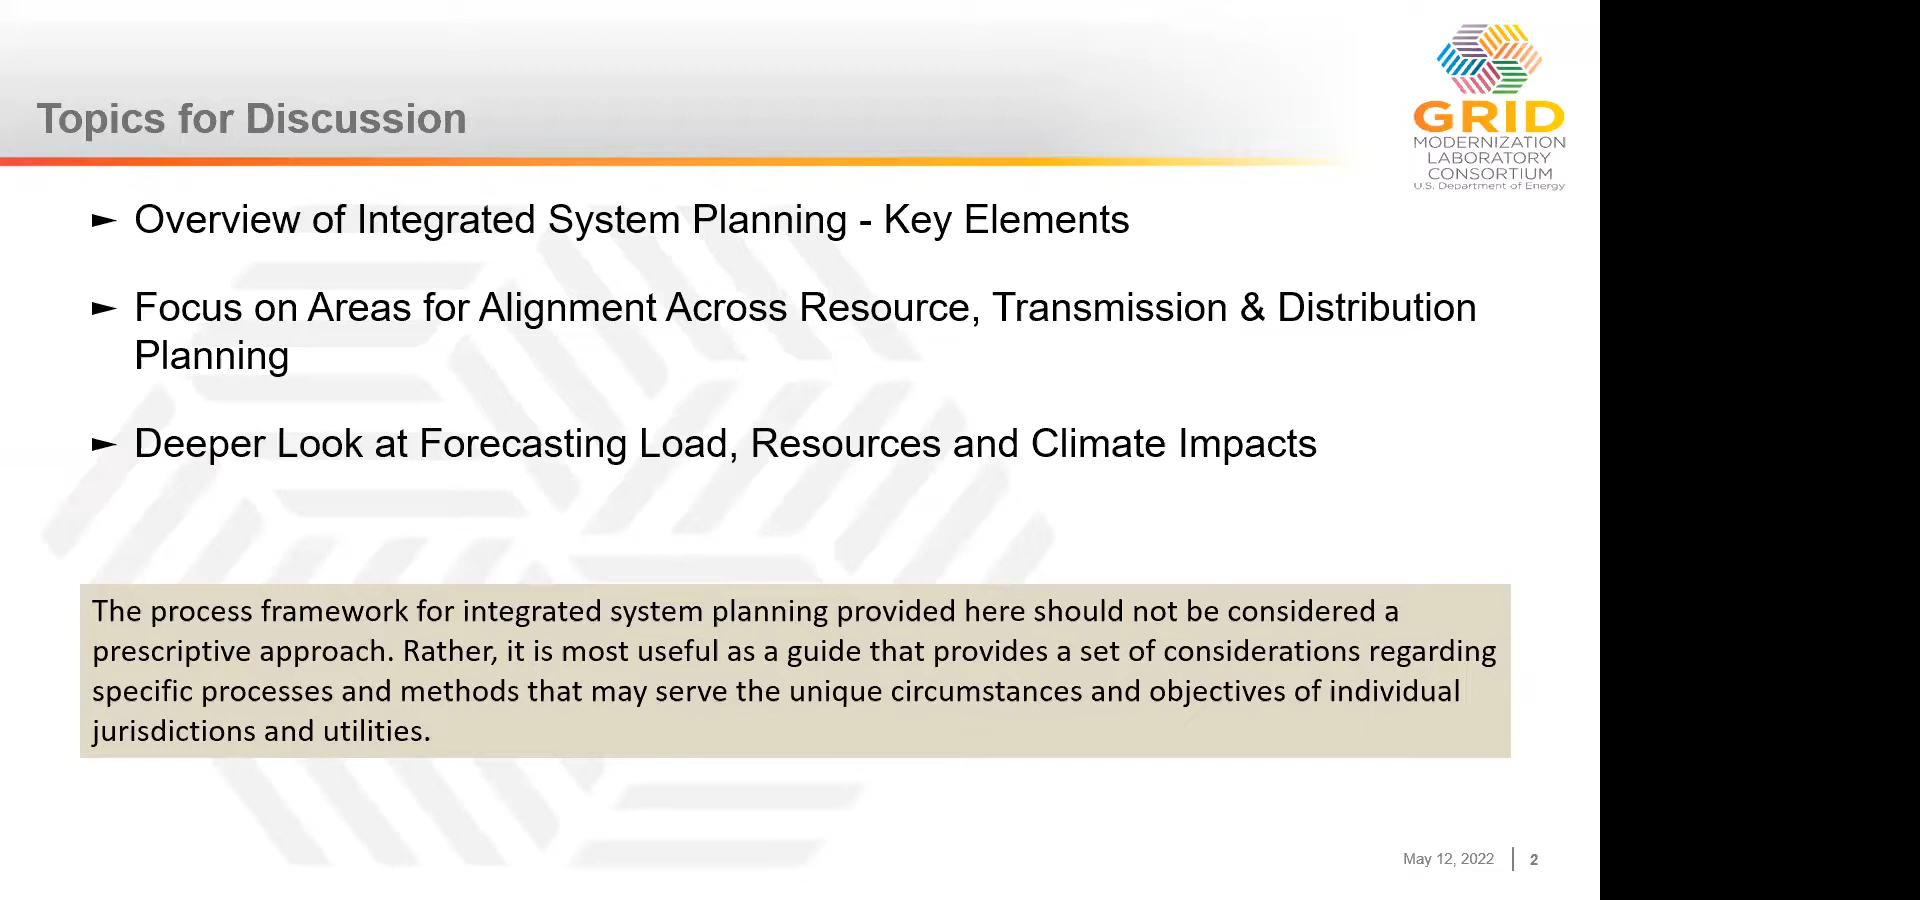 Topics for Discussion
GRID
MODERNIZATION
LABORATORY
CONSORTIUM
U.S. Department of Energy
► Overview of Integrated System Planning - Key Elements
► Focus on Areas for Alignment Across Resource, Transmission & Distribution
Planning
► Deeper Look at Forecasting Load, Resources and Climate Impacts
The process framework for integrated system planning provided here should not be considered a
prescriptive approach. Rather, it is most useful as a guide that provides a set of considerations regarding
specific processes and methods that may serve the unique circumstances and objectives of individual
jurisdictions and utilities.
May 12, 2022 | 2